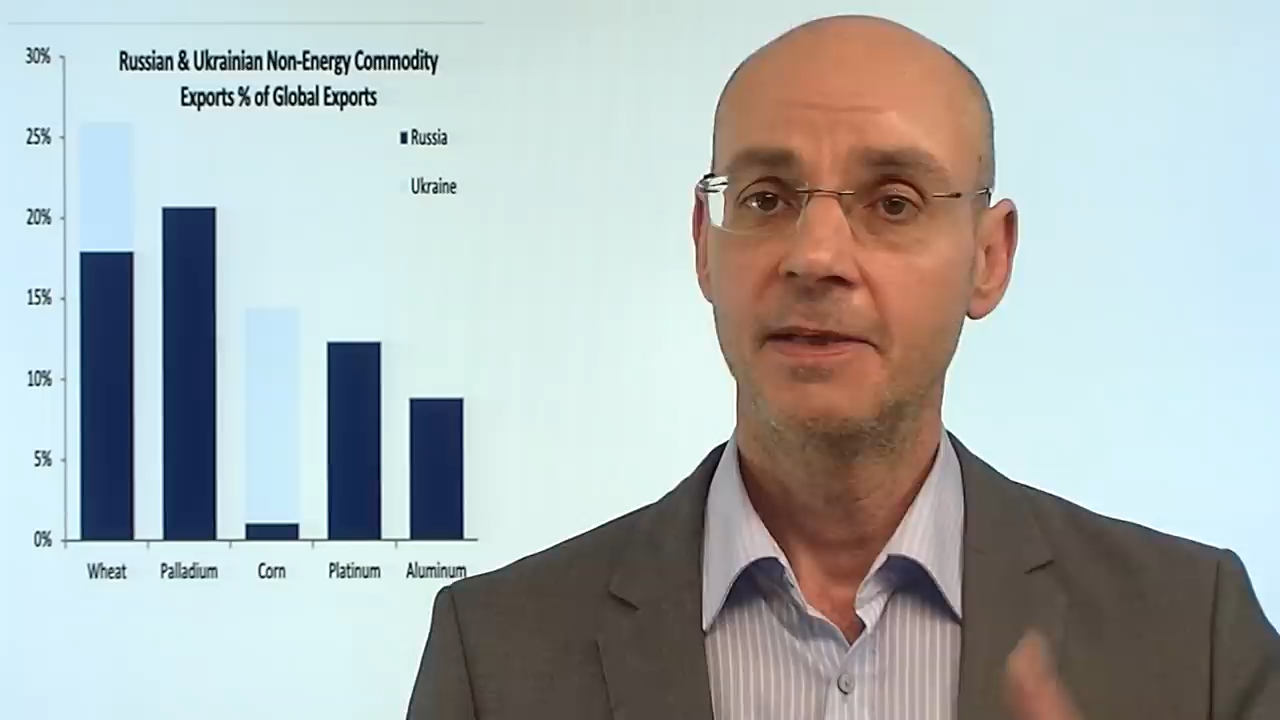 Russian & Ukrainian Non-Energy Commodity
Exports % of Global Exports
Russia
Ukraine
30%
25%
20%
15%
10%
5%
0%
Wheat Palladium Corn Platinum Aluminum